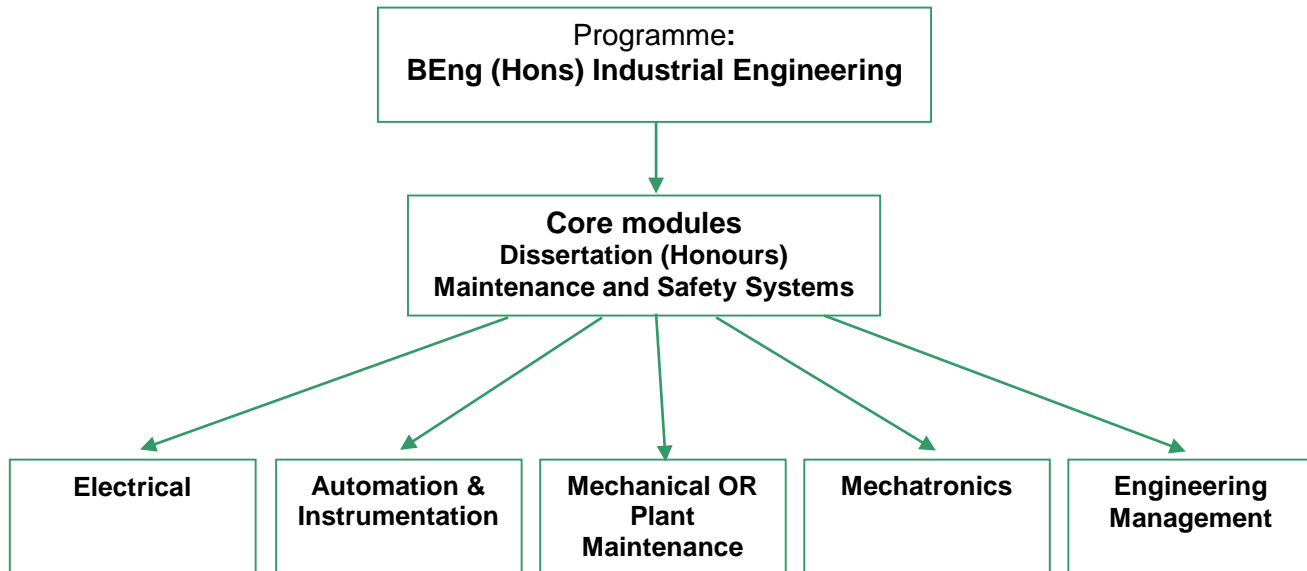 Programme:
BEng (Hons) Industrial Engineering
Core modules
Dissertation (Honours)
Maintenance and Safety Systems
Electrical
Automation &
Instrumentation
Mechanical OR
Plant
Maintenance
Mechatronics
Engineering
Management